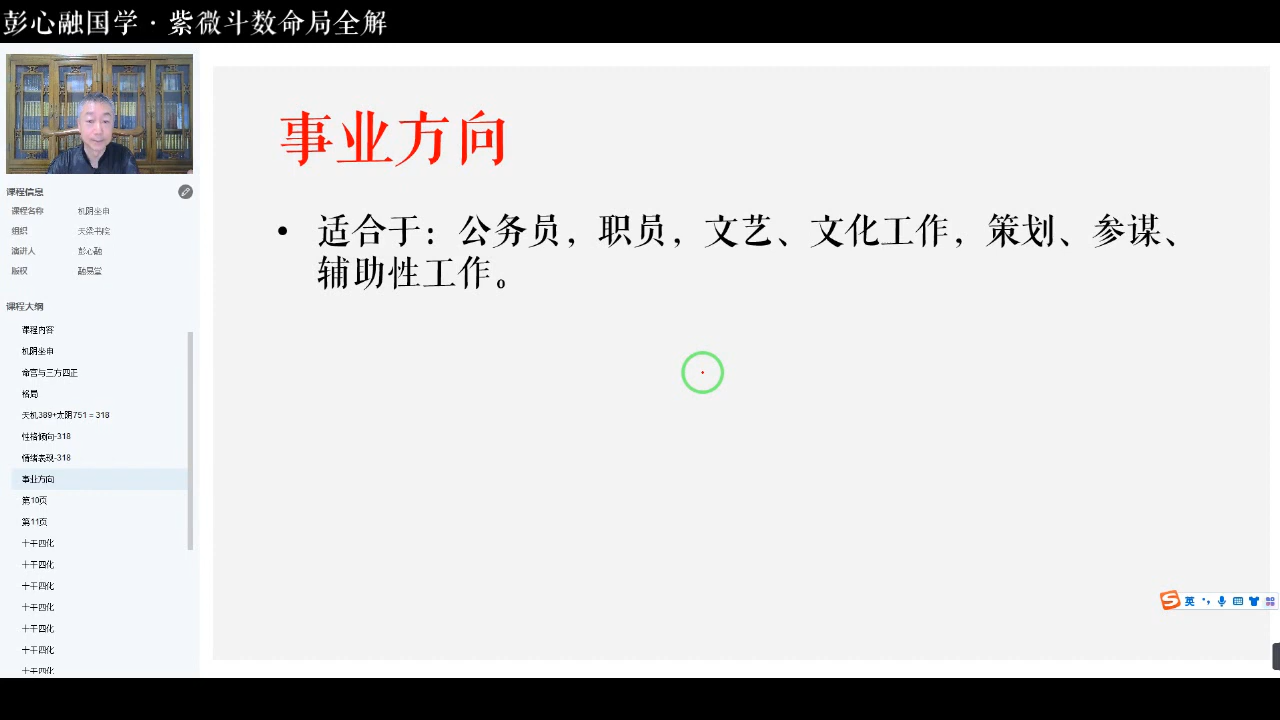 彭心融国学·紫微斗数命局全解
课程信息
课程名称 机阴坐申
组织 天梁书院
演讲人 彭心融
版权 融易堂
课程大纲
课程内容
机阴坐申
命宫与三方四正
格局
天机389+太阴751=318
性格倾向-318
情绪表现-318
事业方向
第10页
第11页
十干四化
十干四化
十干四化
十干四化
十干四化
十干四化
十干四化
事业方向
• 适合于：公务员，职员，文艺、文化工作，策划、参谋、
辅助性工作。
英